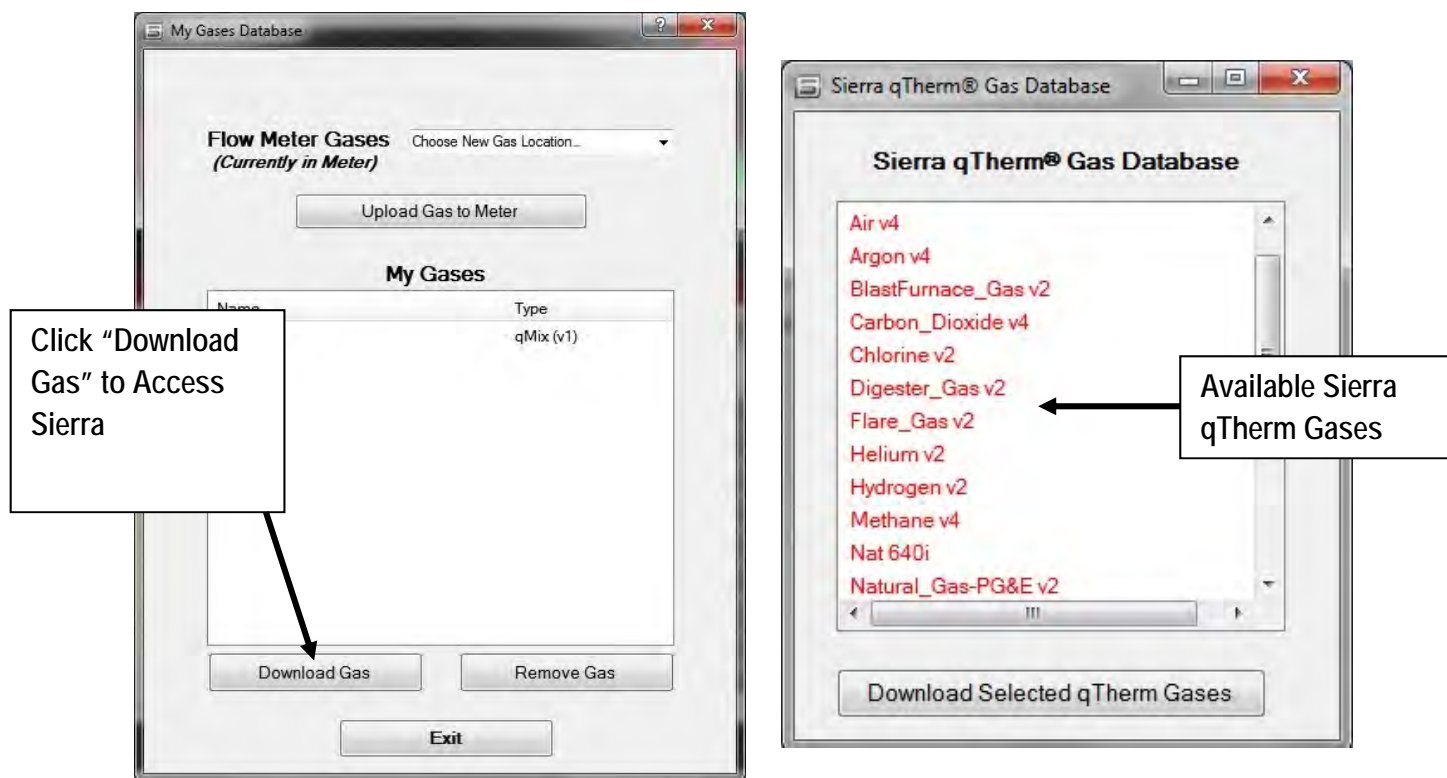 My Gases Database
?
X
Flow Meter Gases Choose New Gas Location...
(Currently in Meter)
Upload Gas to Meter
My Gases
Name Type
qMix (v1)
Click “Download
Gas” to Access
Sierra
Download Gas Remove Gas
Exit
Sierra qTherm® Gas Database
X
Sierra qTherm® Gas Database
Air v4
Argon v4
BlastFurnace_Gas v2
Carbon_Dioxide v4
Chlorine v2
Digester_Gas v2
Flare_Gas v2
Helium v2
Hydrogen v2
Methane v4
Nat 640i
Natural_Gas-PG&E v2
Available Sierra
qTherm Gases
Download Selected qTherm Gases